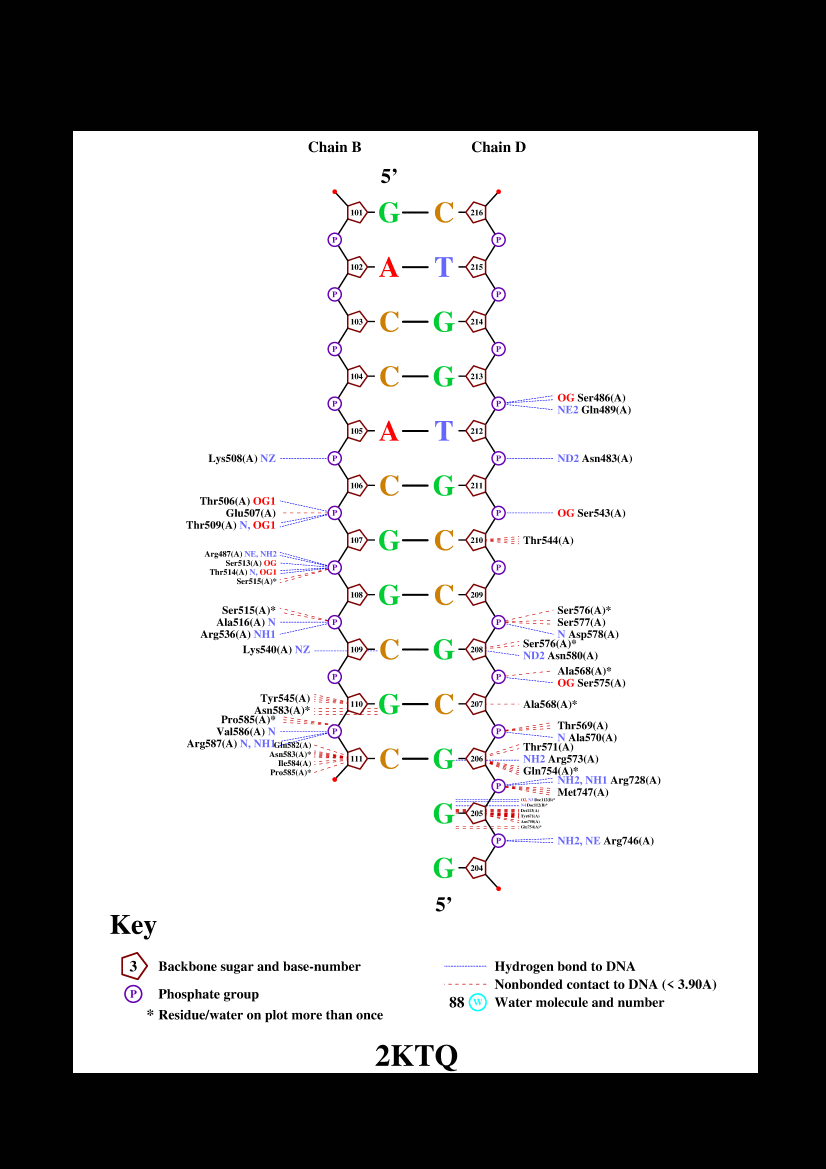 Chain B Chain D
5’
101 G C 216
P P
102 A T 215
P P
103 C G 214
P P
104 C G 213
OG Ser486(A)
P P
NE2 Gln489(A)
105 A T 212
Lys508(A) NZ P P ND2 Asn483(A)
106 C G 211
Thr506(A) OG1
Glu507(A) P P OG Ser543(A)
Thr509(A) N, OG1
107 G C 210 Thr544(A)
Arg487(A) NE, NH2
Ser513(A) OG
P P
Thr514(A) N, OG1
Ser515(A)*
108 G C 209
Ser515(A)* Ser576(A)*
Ala516(A) N P P Ser577(A)
Arg536(A) NH1 N Asp578(A)
Ser576(A)*
Lys540(A) NZ 109 C G 208
ND2 Asn580(A)
Ala568(A)*
P P
OG Ser575(A)
Tyr545(A)
110 G C 207 Ala568(A)*
Asn583(A)*
Pro585(A)* Thr569(A)
Val586(A) N P P N Ala570(A)
Arg587(A) N, NH1
Gln582(A) Thr571(A)
Asn583(A)* 111 C G 206 NH2 Arg573(A)
Ile584(A)
Pro585(A)* Gln754(A)*
P NH2, NH1 Arg728(A)
Met747(A)
G 205
Tyr671(A)
Gln754(A)*
P NH2, NE Arg746(A)
G 204
5’
Key
3 Backbone sugar and base-number
P Phosphate group
* Residue/water on plot more than once
Hydrogen bond to DNA
Nonbonded contact to DNA (< 3.90A)
88 W Water molecule and number
2KTQ